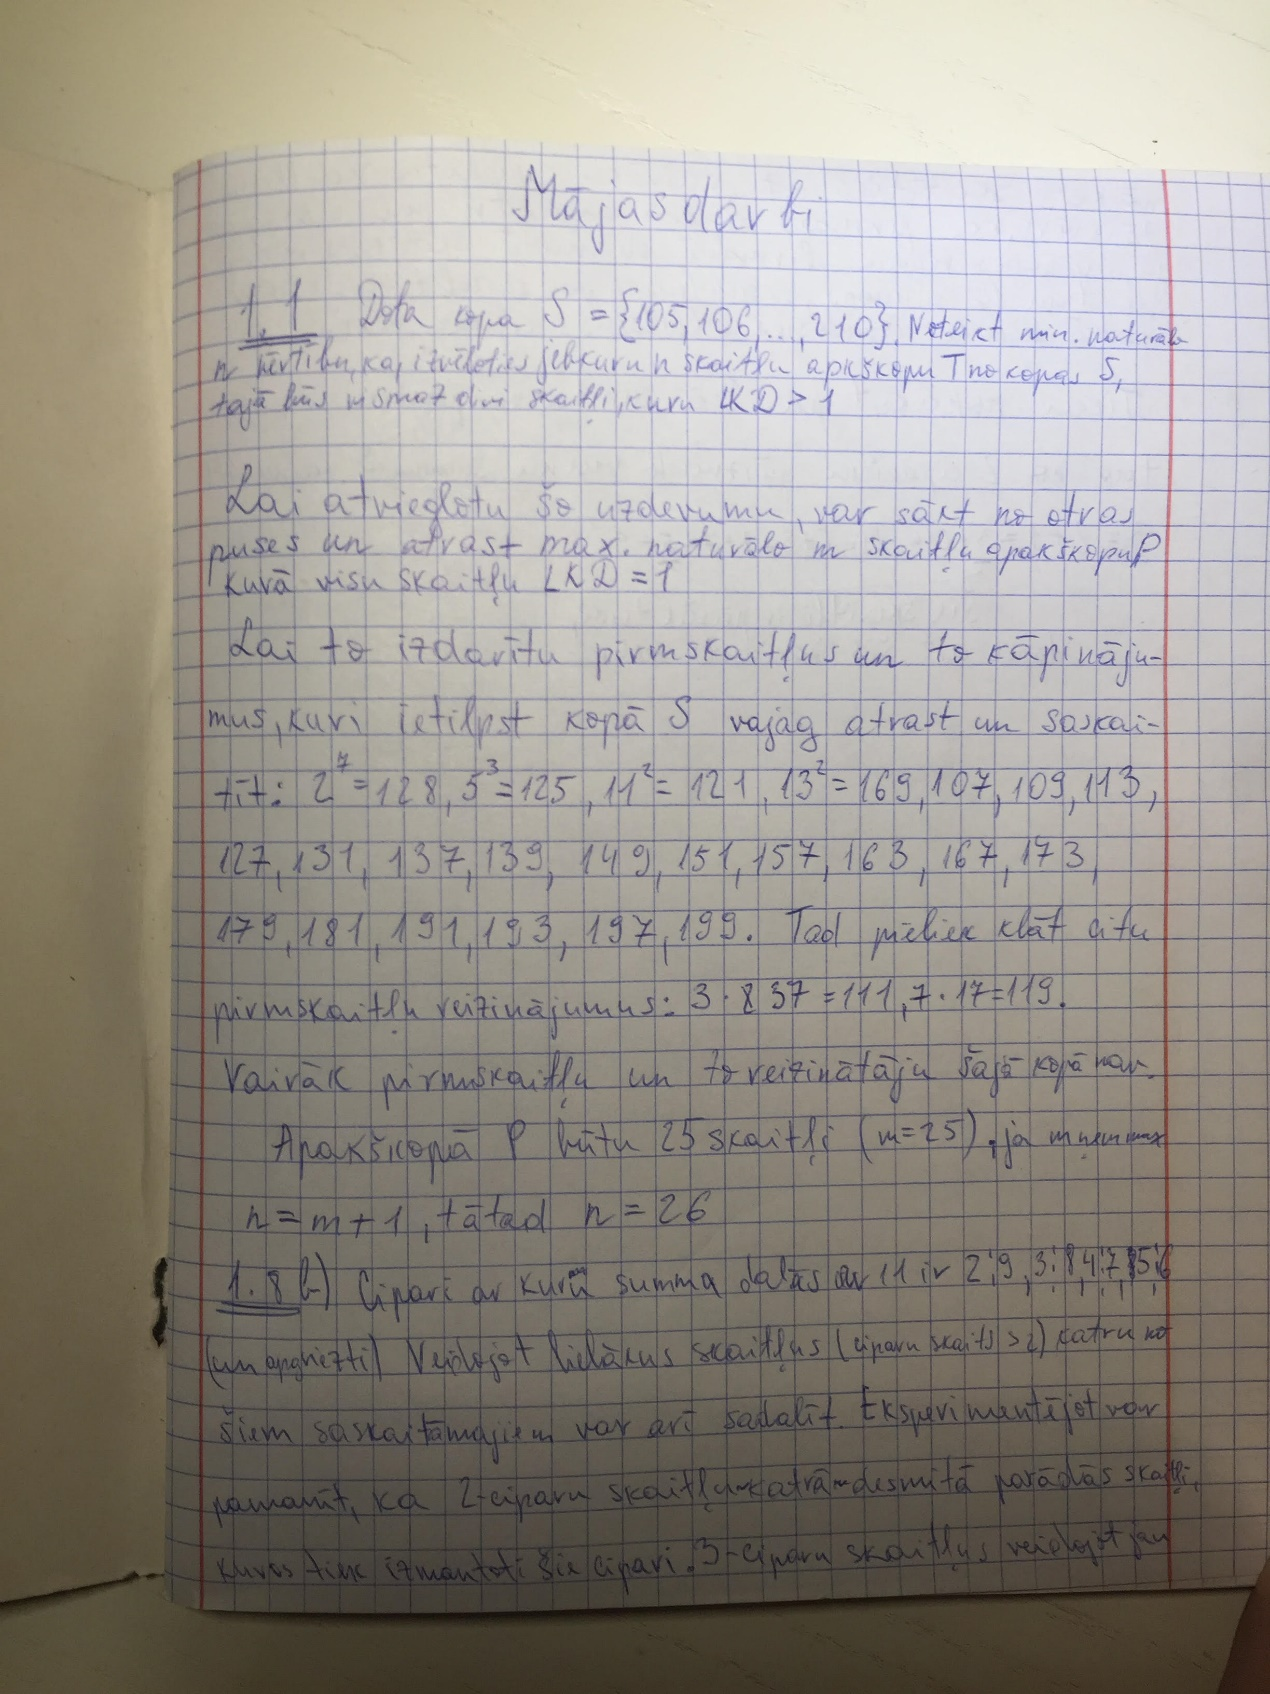 Mājasdarbi
1.1 Dota kopa S = {105, 106, ..., 210}. Noteikt min. naturālo
n vērtību, ka, izvēloties jebkuru n skaitļu apakškopu T no kopas S,
tajā būs vismaz divi skaitļi, kuru LKD > 1
Lai atvieglotu šo uzdevumu, var sākt no otras
puses un atrast max. naturālo m skaitļu apakškopu P
kurā visu skaitļu LKD = 1
Lai to izdarītu pirmskaitļus un to kāpināju-
mus, kuri ietilpst kopā S vajag atrast un saskai-
tīt: 2⁷=128, 5³=125, 11²= 121, 13²=169, 107, 109, 113,
127, 131, 137, 139, 149, 151, 157, 163, 167, 173,
179, 181, 191, 193, 197, 199. Tad pieliek klāt citu
pirmskaitļu reizinājumus: 3 · 37 =111, 7 · 17=119.
Vairāk pirmskaitļu un to reizinātāju šajā kopā nav.
Apakškopā P būtu 25 skaitļi (m=25), ja m ņem max
n = m + 1, tātad n = 26
1.8 b) Cipari ar kuru summa dalās ar 11 ir 2;9, 3;8, 4;7, 5;6
(un apgriezti) Veidojot lielākus skaitļus (ciparu skaits >2) katru no
šiem saskaitāmajiem var arī sadalīt. Eksperimentējot var
pamanīt, ka 2-ciparu skaitļu katrā desmitā parādās skaitļi,
kuros tiek izmantoti šie cipari. 3-ciparu skaitļus veidojot jau